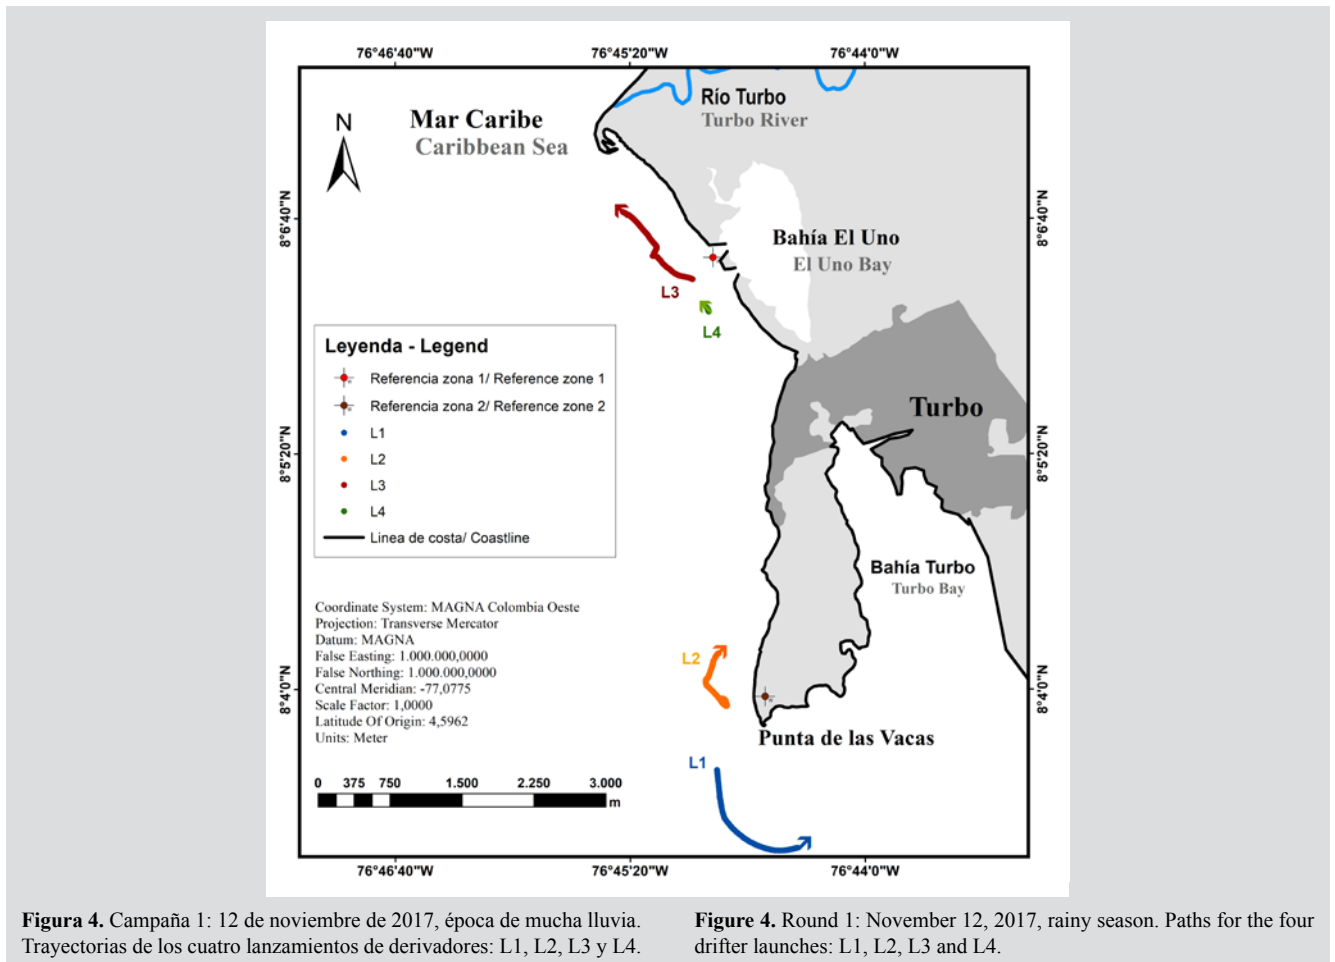 76°46'40"W 76°45'20"W 76°44'0"W
N
Mar Caribe
Caribbean Sea
Río Turbo
Turbo River
8°6'40"N 8°6'40"N
Bahía El Uno
El Uno Bay
L3
L4
Leyenda - Legend
Referencia zona 1/ Reference zone 1
Referencia zona 2/ Reference zone 2
L1
L2
L3
L4
Linea de costa/ Coastline
Turbo
8°5'20"N 8°5'20"N
Bahía Turbo
Turbo Bay
Coordinate System: MAGNA Colombia Oeste
Projection: Transverse Mercator
Datum: MAGNA
False Easting: 1.000.000,0000
False Northing: 1.000.000,0000
Central Meridian: -77,0775
Scale Factor: 1,0000
Latitude Of Origin: 4,5962
Units: Meter
L2
8°4'0"N 8°4'0"N
Punta de las Vacas
L1
0 375 750 1.500 2.250 3.000
m
76°46'40"W 76°45'20"W 76°44'0"W
Figura 4. Campaña 1: 12 de noviembre de 2017, época de mucha lluvia.
Trayectorias de los cuatro lanzamientos de derivadores: L1, L2, L3 y L4.
Figure 4. Round 1: November 12, 2017, rainy season. Paths for the four
drifter launches: L1, L2, L3 and L4.